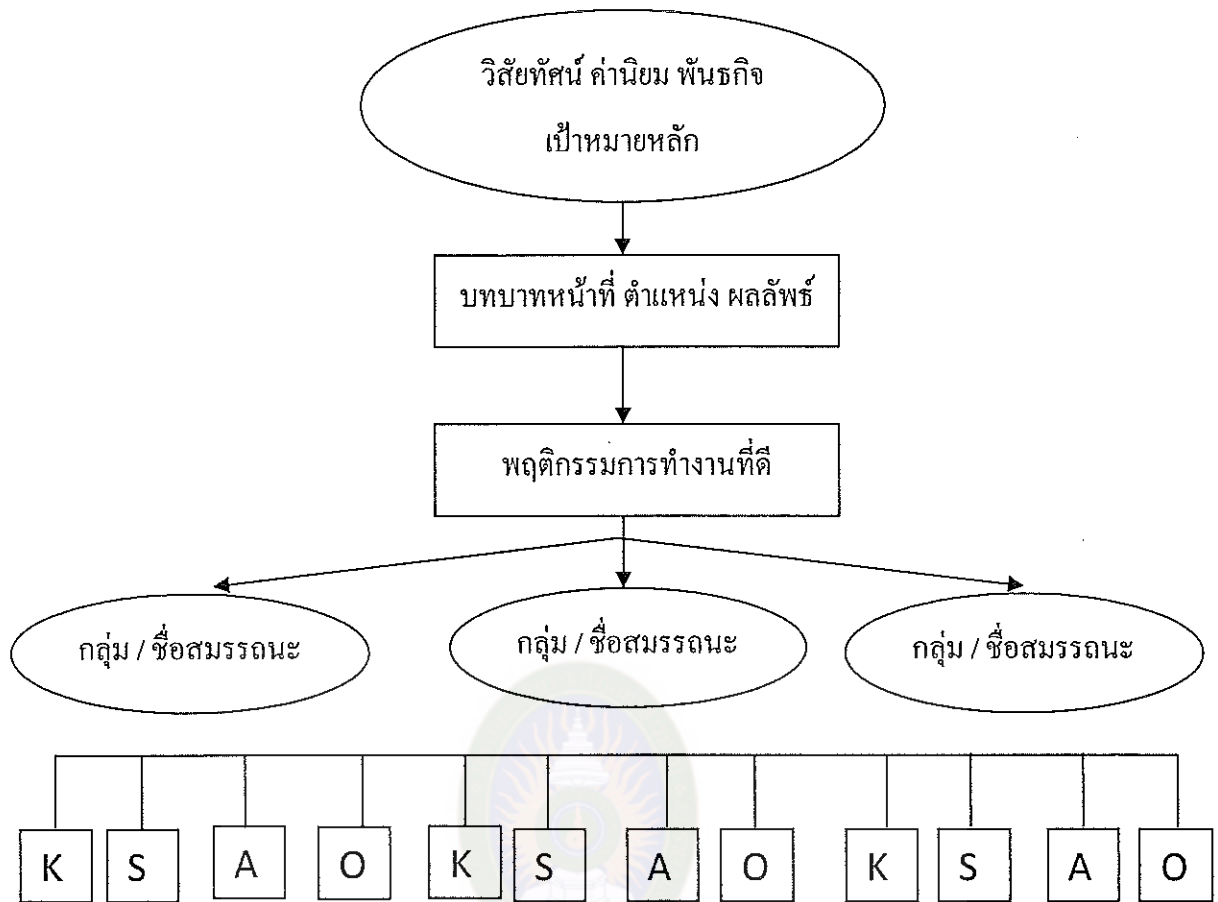 วิสัยทัศน์ ค่านิยม พันธกิจ
เป้าหมายหลัก
บทบาทหน้าที่ ตำแหน่ง ผลลัพธ์
พฤติกรรมการทำงานที่ดี
กลุ่ม / ชื่อสมรรถนะ กลุ่ม / ชื่อสมรรถนะ กลุ่ม / ชื่อสมรรถนะ
K S A O K S A O K S A O